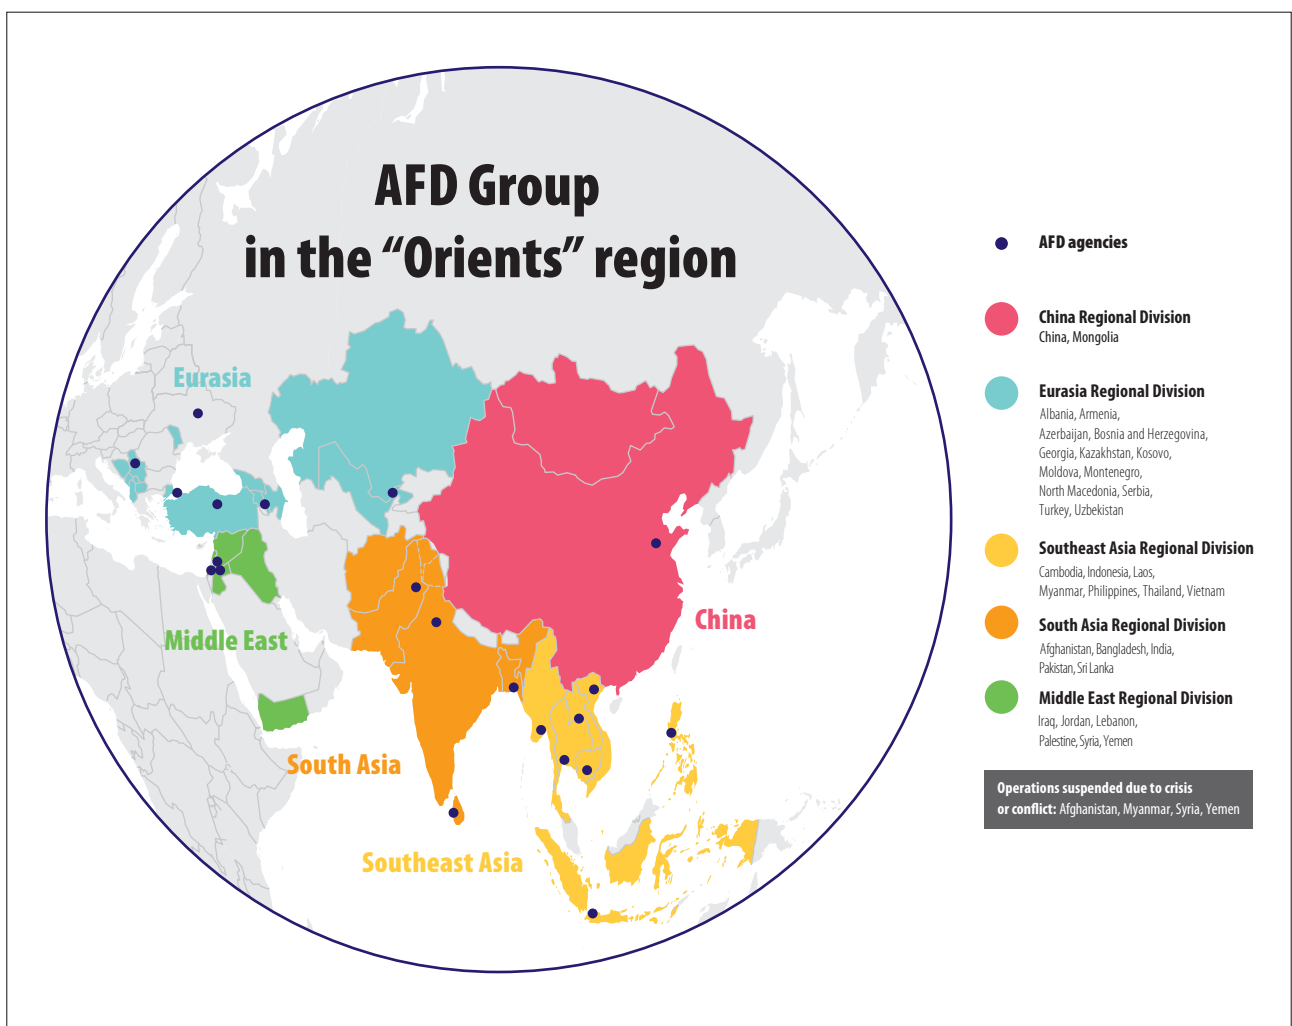 AFD Group
in the “Orients” region
Eurasia
Middle East
China
South Asia
Southeast Asia
AFD agencies
China Regional Division
China, Mongolia
Eurasia Regional Division
Albania, Armenia,
Azerbaijan, Bosnia and Herzegovina,
Georgia, Kazakhstan, Kosovo,
Moldova, Montenegro,
North Macedonia, Serbia,
Turkey, Uzbekistan
Southeast Asia Regional Division
Cambodia, Indonesia, Laos,
Myanmar, Philippines, Thailand, Vietnam
South Asia Regional Division
Afghanistan, Bangladesh, India,
Pakistan, Sri Lanka
Middle East Regional Division
Iraq, Jordan, Lebanon,
Palestine, Syria, Yemen
Operations suspended due to crisis
or conflict: Afghanistan, Myanmar, Syria, Yemen